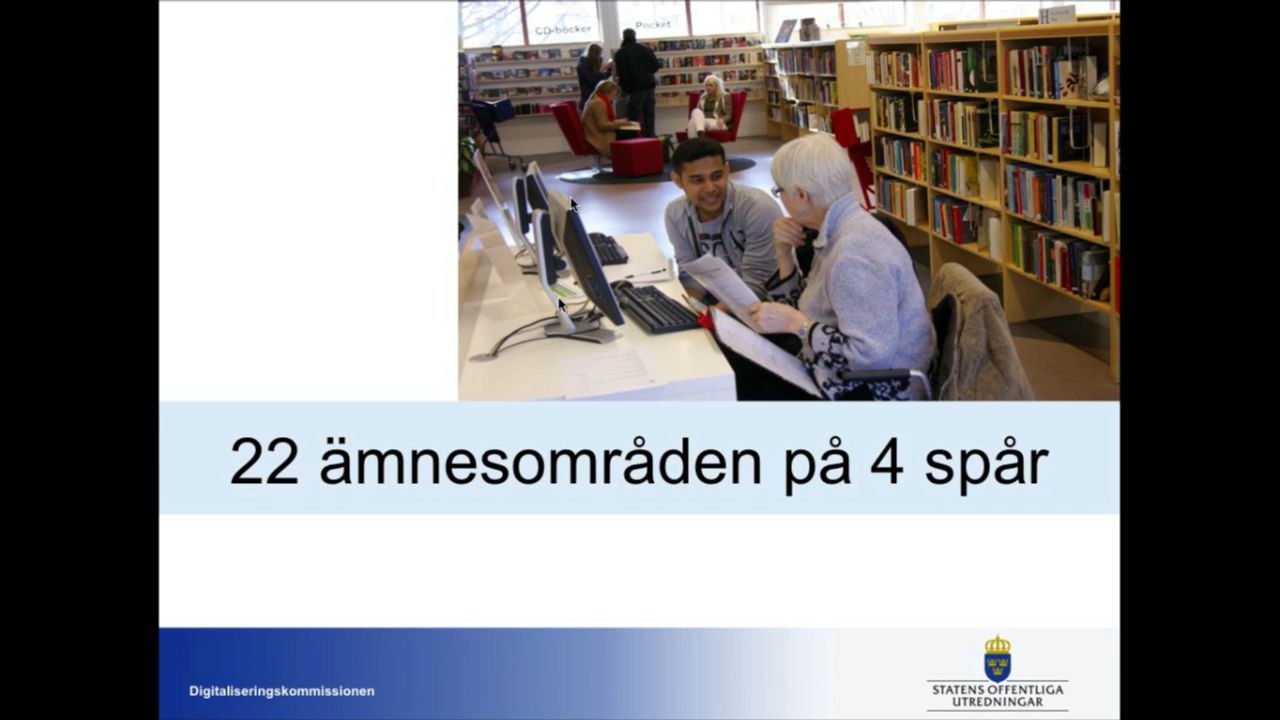 CD-böcker
Pocket
22 ämnesområden på 4 spår
Digitaliseringskommissionen
STATENS OFFENTLIGA
UTREDNINGAR